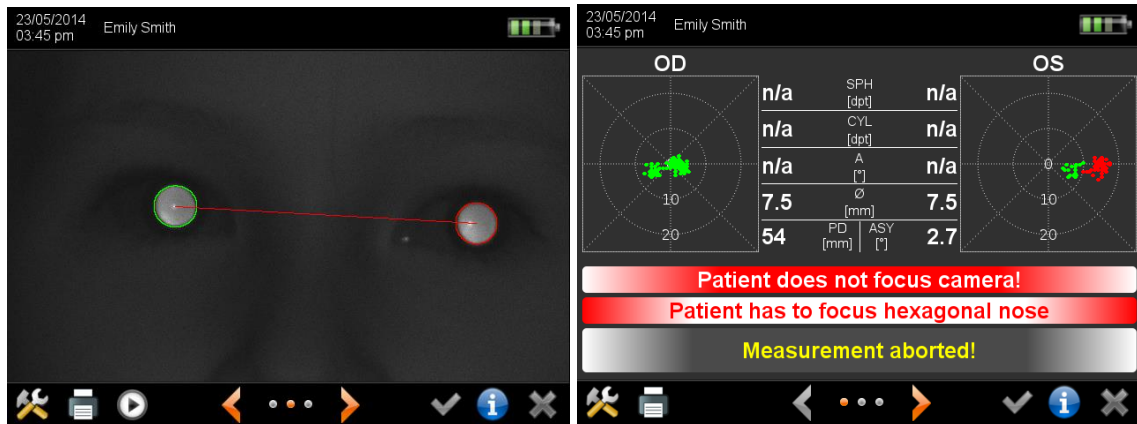 23/05/2014
03:45 pm
Emily Smith
23/05/2014
03:45 pm
Emily Smith
OD
OS
n/a SPH [dpt] n/a
n/a CYL [dpt] n/a
n/a A [°] n/a
7.5 Ø [mm] 7.5
54 PD [mm] ASY [°] 2.7
10
20
0
10
20
Patient does not focus camera!
Patient has to focus hexagonal nose
Measurement aborted!
i
i